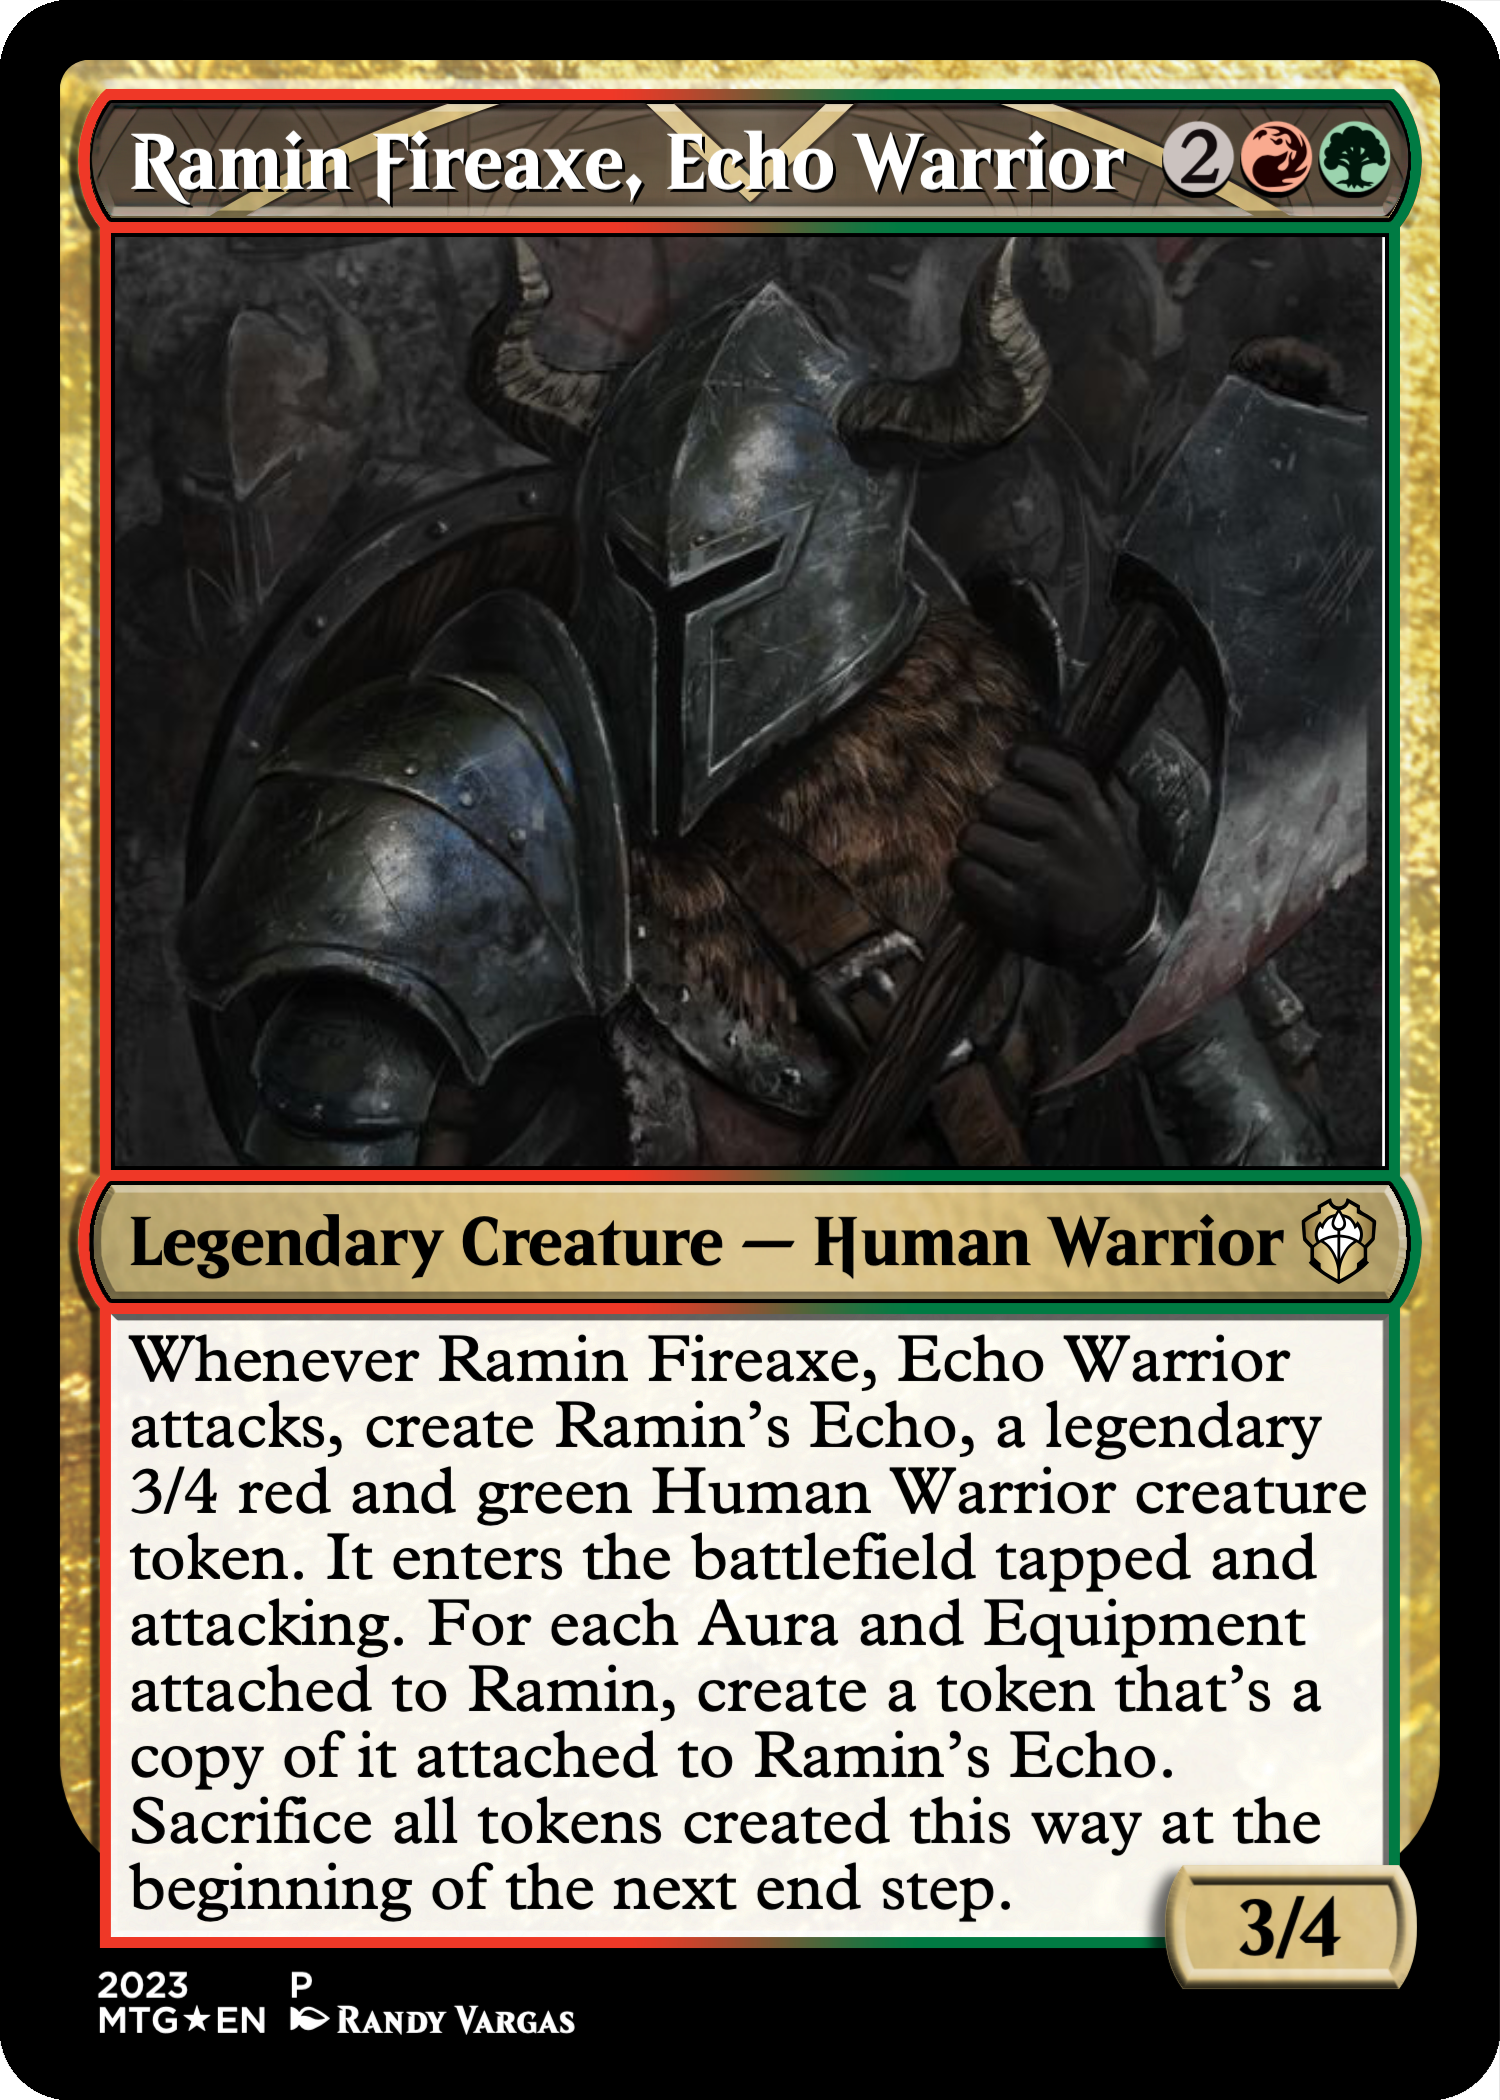 Ramin Fireaxe, Echo Warrior 2
Legendary Creature — Human Warrior
Whenever Ramin Fireaxe, Echo Warrior
attacks, create Ramin's Echo, a legendary
3/4 red and green Human Warrior creature
token. It enters the battlefield tapped and
attacking. For each Aura and Equipment
attached to Ramin, create a token that's a
copy of it attached to Ramin's Echo.
Sacrifice all tokens created this way at the
beginning of the next end step.
3/4
2023 P
MTG★EN RANDY VARGAS